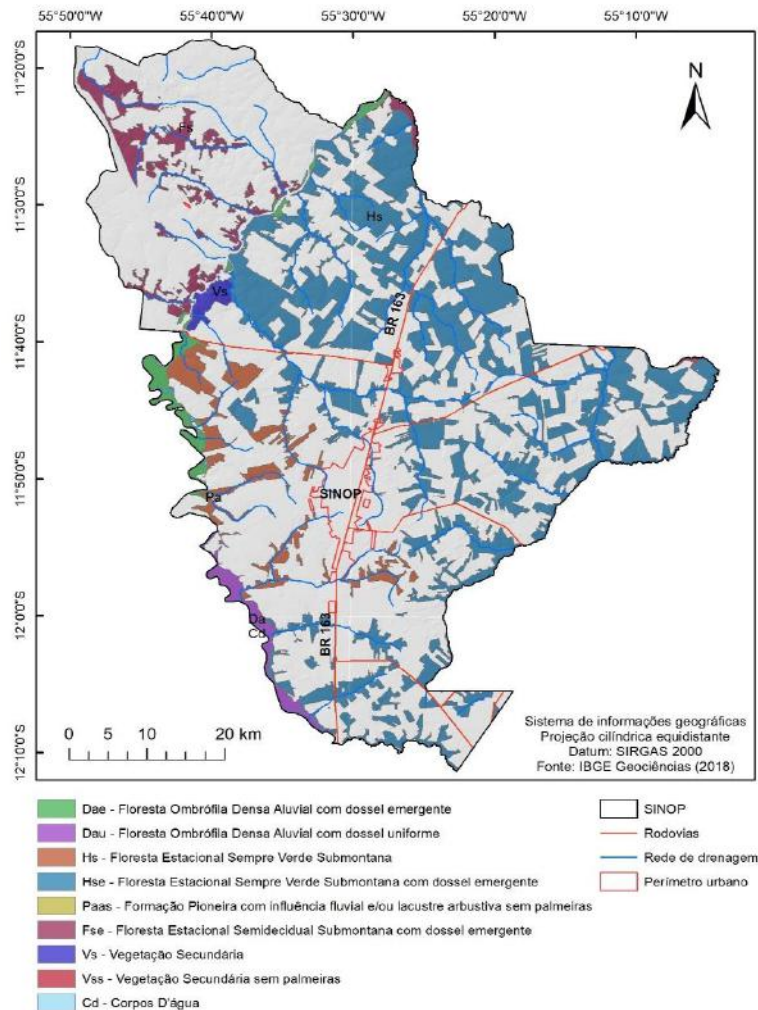 55°50'0"O 55°40'0"O 55°30'0"O 55°20'0"O 55°10'0"O
11°20'0"S
11°30'0"S
11°40'0"S
11°50'0"S
12°0'0"S
12°10'0"S
N
Fs
Hs
Vs
BR 163
SINOP
Pa
Da
Cd
BR 163
0 5 10 20 km
Sistema de informações geográficas
Projeção cilíndrica equidistante
Datum: SIRGAS 2000
Fonte: IBGE Geociências (2018)
Dae - Floresta Ombrófila Densa Aluvial com dossel emergente
Dau - Floresta Ombrófila Densa Aluvial com dossel uniforme
Hs - Floresta Estacional Sempre Verde Submontana
Hse - Floresta Estacional Sempre Verde Submontana com dossel emergente
Paas - Formação Pioneira com influência fluvial e/ou lacustre arbustiva sem palmeiras
Fse - Floresta Estacional Semidecidual Submontana com dossel emergente
Vs - Vegetação Secundária
Vss - Vegetação Secundária sem palmeiras
Cd - Corpos D'água
SINOP
Rodovias
Rede de drenagem
Perímetro urbano